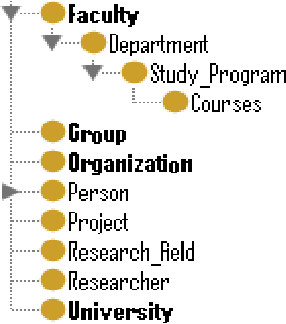 Faculty
Department
Study_Program
Courses
Group
Organization
Person
Project
Research_field
Researcher
University